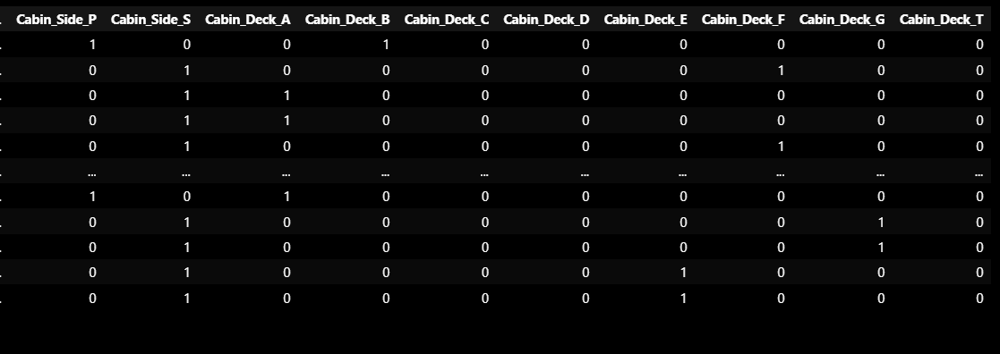 . Cabin_Side_P Cabin_Side_S Cabin_Deck_A Cabin_Deck_B Cabin_Deck_C Cabin_Deck_D Cabin_Deck_E Cabin_Deck_F Cabin_Deck_G Cabin_Deck_T
. 1 0 0 1 0 0 0 0 0 0
. 0 1 0 0 0 0 0 1 0 0
. 0 1 1 0 0 0 0 0 0 0
. 0 1 1 0 0 0 0 0 0 0
. 0 1 0 0 0 0 0 1 0 0
. ... ... ... ... ... ... ... ... ... ...
. 1 0 1 0 0 0 0 0 0 0
. 0 1 0 0 0 0 0 0 1 0
. 0 1 0 0 0 0 0 0 1 0
. 0 1 0 0 0 0 1 0 0 0
. 0 1 0 0 0 0 1 0 0 0